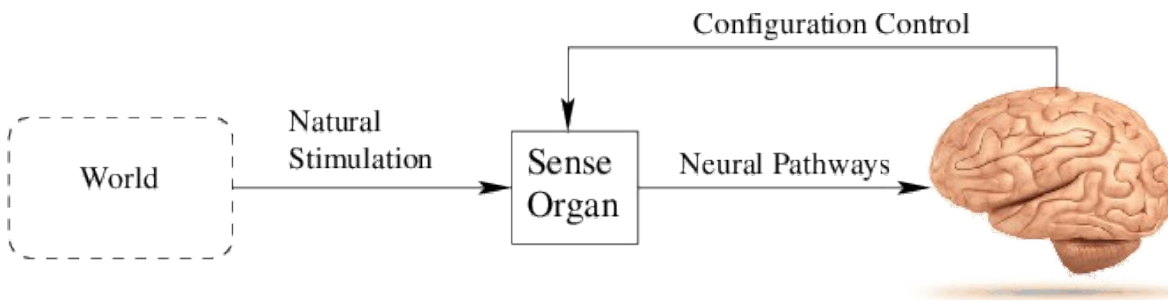 Configuration Control
Natural
Stimulation
World
Sense
Organ
Neural Pathways